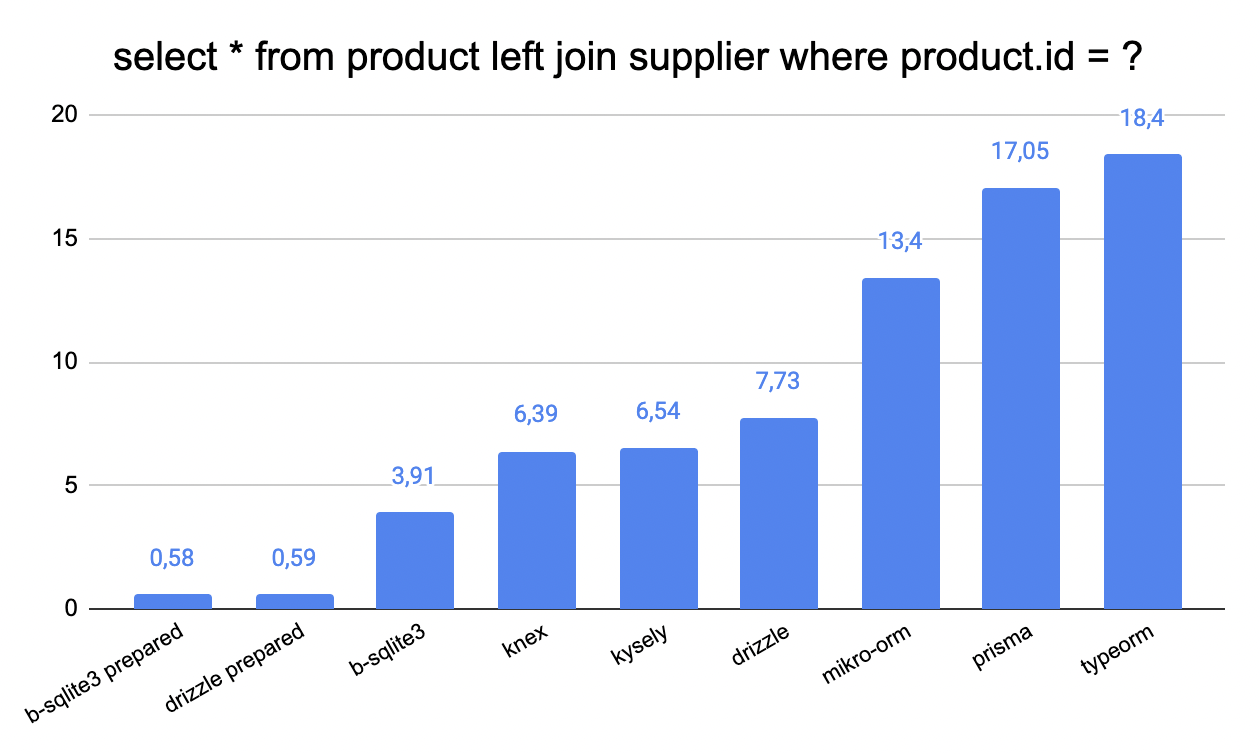 select * from product left join supplier where product.id = ?
20
15
10
5
0
0,58
0,59
3,91
6,39
6,54
7,73
13,4
17,05
18,4
b-sqlite3 prepared
drizzle prepared
b-sqlite3
knex
kysely
drizzle
mikro-orm
prisma
typeorm